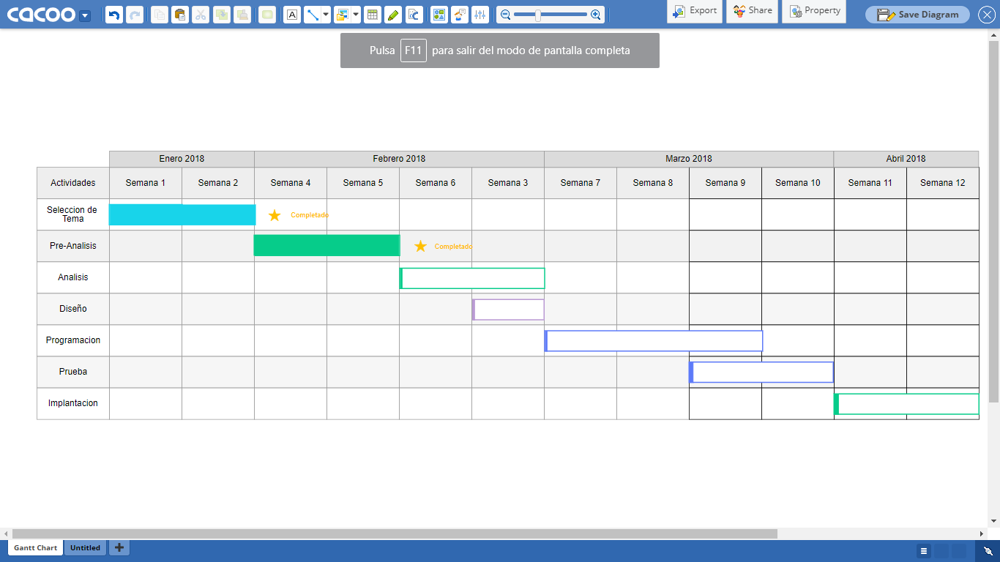 cacoo
Export
Share
Property
Save Diagram
Pulsa F11 para salir del modo de pantalla completa
Enero 2018 Febrero 2018 Marzo 2018 Abril 2018
Actividades Semana 1 Semana 2 Semana 4 Semana 5 Semana 6 Semana 3 Semana 7 Semana 8 Semana 9 Semana 10 Semana 11 Semana 12
Seleccion de
Tema
Completado
Pre-Analisis
Completado
Analisis
Diseño
Programacion
Prueba
Implantacion
Gantt Chart Untitled